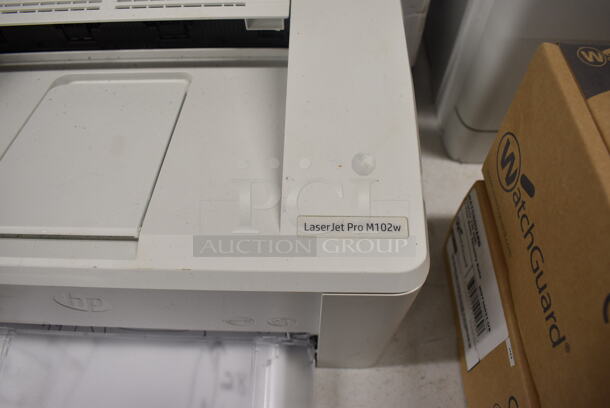 LaserJet Pro M102w
PCI
AUCTION GROUP
hp
WatchGuard®